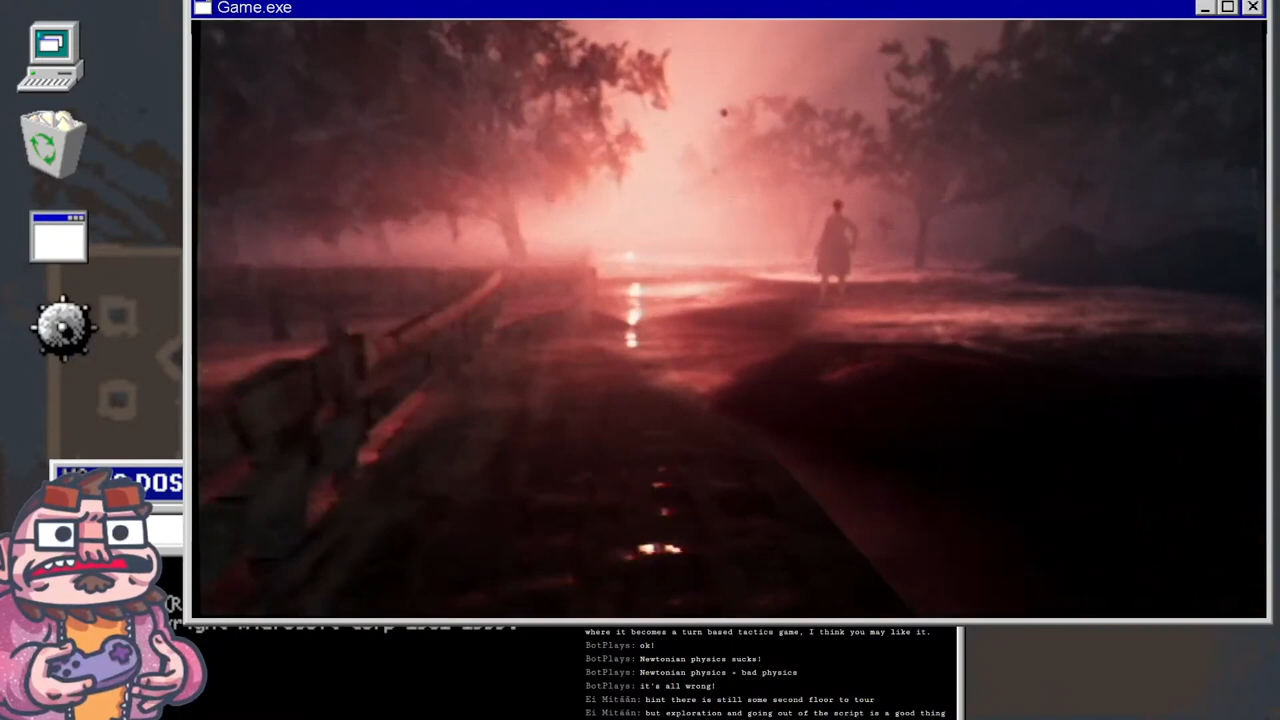 Game.exe
DOS
where it becomes a turn based tactics game, I think you may like it.
BotPlays: ok!
BotPlays: Newtonian physics sucks!
BotPlays: Newtonian physics = bad physics
BotPlays: it's all wrong!
Ei Mitään: hint there is still some second floor to tour
Ei Mitään: but exploration and going out of the script is a good thing